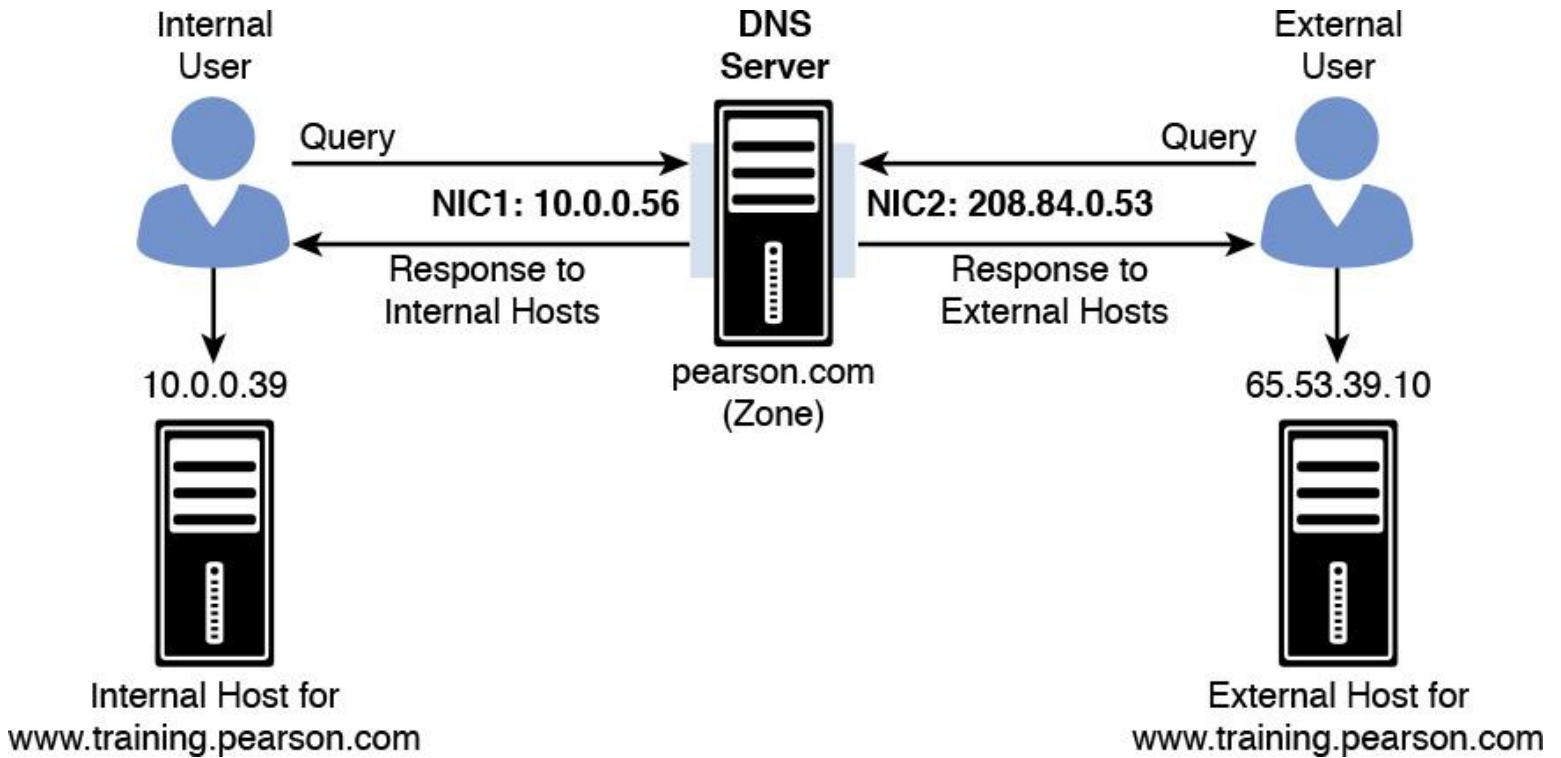 Internal
User
DNS
Server
External
User
Query
Query
NIC1: 10.0.0.56
NIC2: 208.84.0.53
Response to
Internal Hosts
Response to
External Hosts
10.0.0.39
pearson.com
(Zone)
65.53.39.10
Internal Host for
www.training.pearson.com
External Host for
www.training.pearson.com